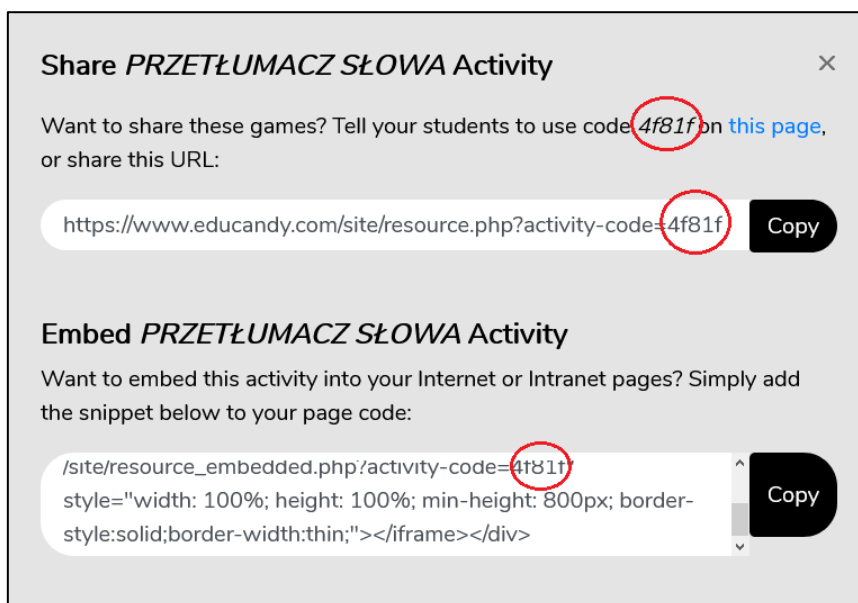 Share PRZETŁUMACZ SŁOWA Activity
×
Want to share these games? Tell your students to use code 4f81f on this page,
or share this URL:
https://www.educandy.com/site/resource.php?activity-code=4f81f
Copy
Embed PRZETŁUMACZ SŁOWA Activity
Want to embed this activity into your Internet or Intranet pages? Simply add
the snippet below to your page code:
/site/resource_embedded.php?activity-code=4f81f'
style="width: 100%; height: 100%; min-height: 800px; border-
style:solid;border-width:thin;"></iframe></div>
Copy